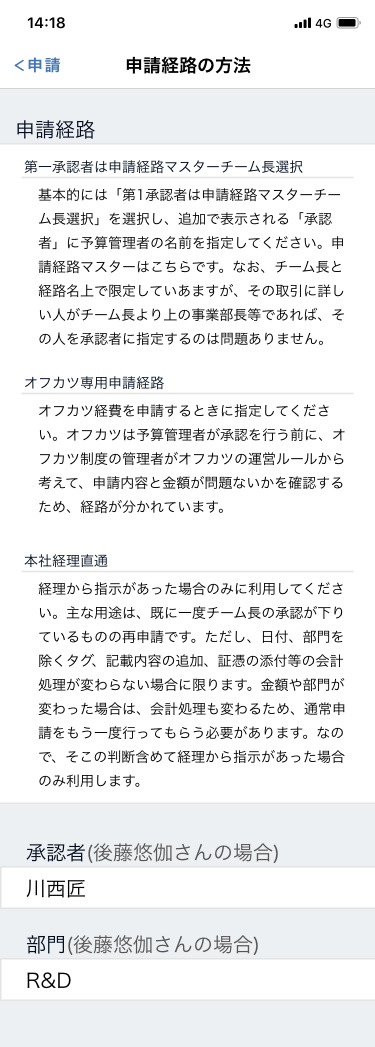 14:18
4G
<申請
申請経路の方法
申請経路
第一承認者は申請経路マスターチーム長選択
基本的には「第1承認者は申請経路マスターチー
ム長選択」を選択し、追加で表示される「承認
者」に予算管理者の名前を指定してください。申
請経路マスターはこちらです。なお、チーム長と
経路名上で限定していあますが、その取引に詳し
い人がチーム長より上の事業部長等であれば、そ
の人を承認者に指定するのは問題ありません。
オフカツ専用申請経路
オフカツ経費を申請するときに指定してくださ
い。オフカツは予算管理者が承認を行う前に、オ
フカツ制度の管理者がオフカツの運営ルールから
考えて、申請内容と金額が問題ないかを確認する
ため、経路が分かれています。
本社経理直通
経理から指示があった場合のみに利用してくださ
い。主な用途は、既に一度チーム長の承認が下り
ているものの再申請です。ただし、日付、部門を
除くタグ、記載内容の追加、証憑の添付等の会計
処理が変わらない場合に限ります。金額や部門が
変わった場合は、会計処理も変わるため、通常申
請をもう一度行ってもらう必要があります。なの
で、そこの判断含めて経理から指示があった場合
のみ利用します。
承認者(後藤悠伽さんの場合)
川西匠
部門(後藤悠伽さんの場合)
R&D